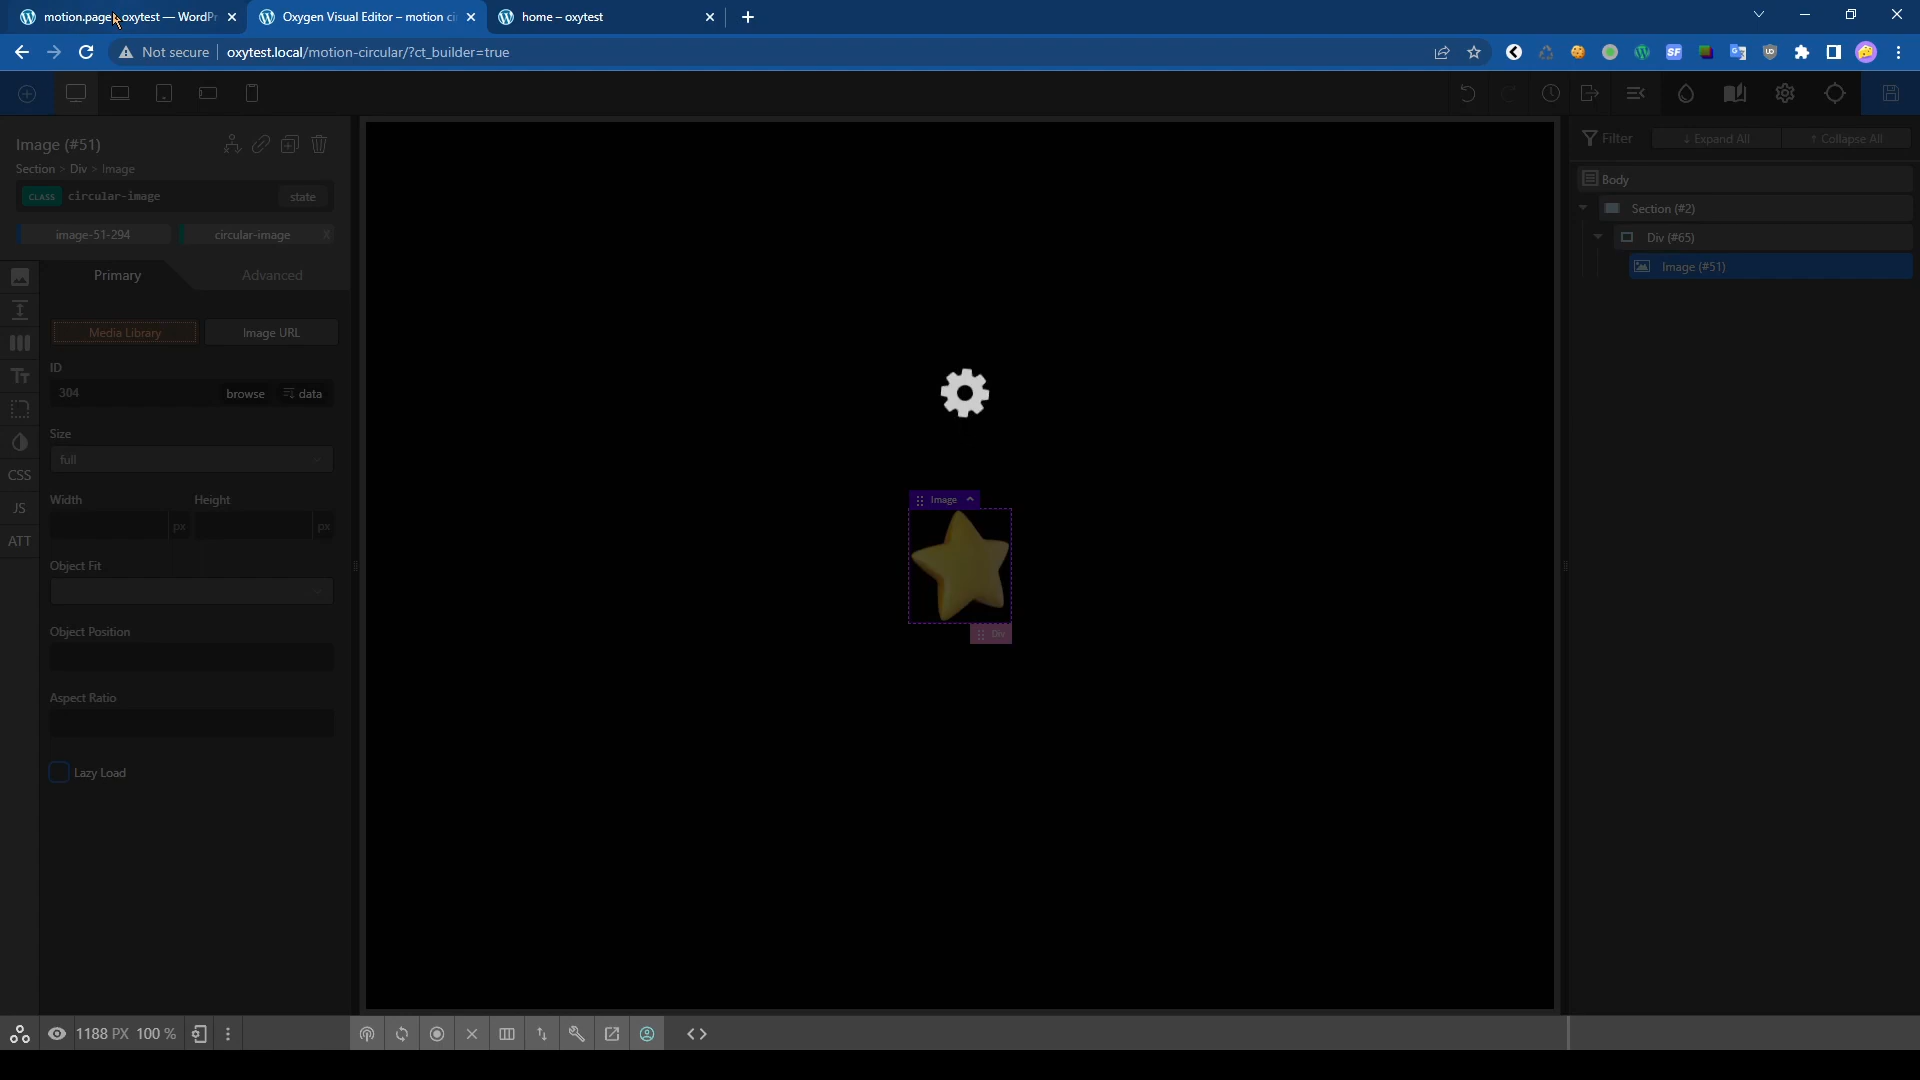 motion.page ‹ oxytest — WordPr
Oxygen Visual Editor – motion ci
home – oxytest
Not secure
oxytest.local/motion-circular/?ct_builder=true
Image (#51)
Section > Div > Image
CLASS circular-image state
image-51-294 circular-image x
Primary Advanced
Media Library Image URL
ID
304 browse data
Size
full
Width Height
px px
Object Fit
Object Position
Aspect Ratio
Lazy Load
CSS
JS
ATT
Image
Div
Filter ↓ Expand All ↑ Collapse All
Body
Section (#2)
Div (#65)
Image (#51)
1188 PX 100 %